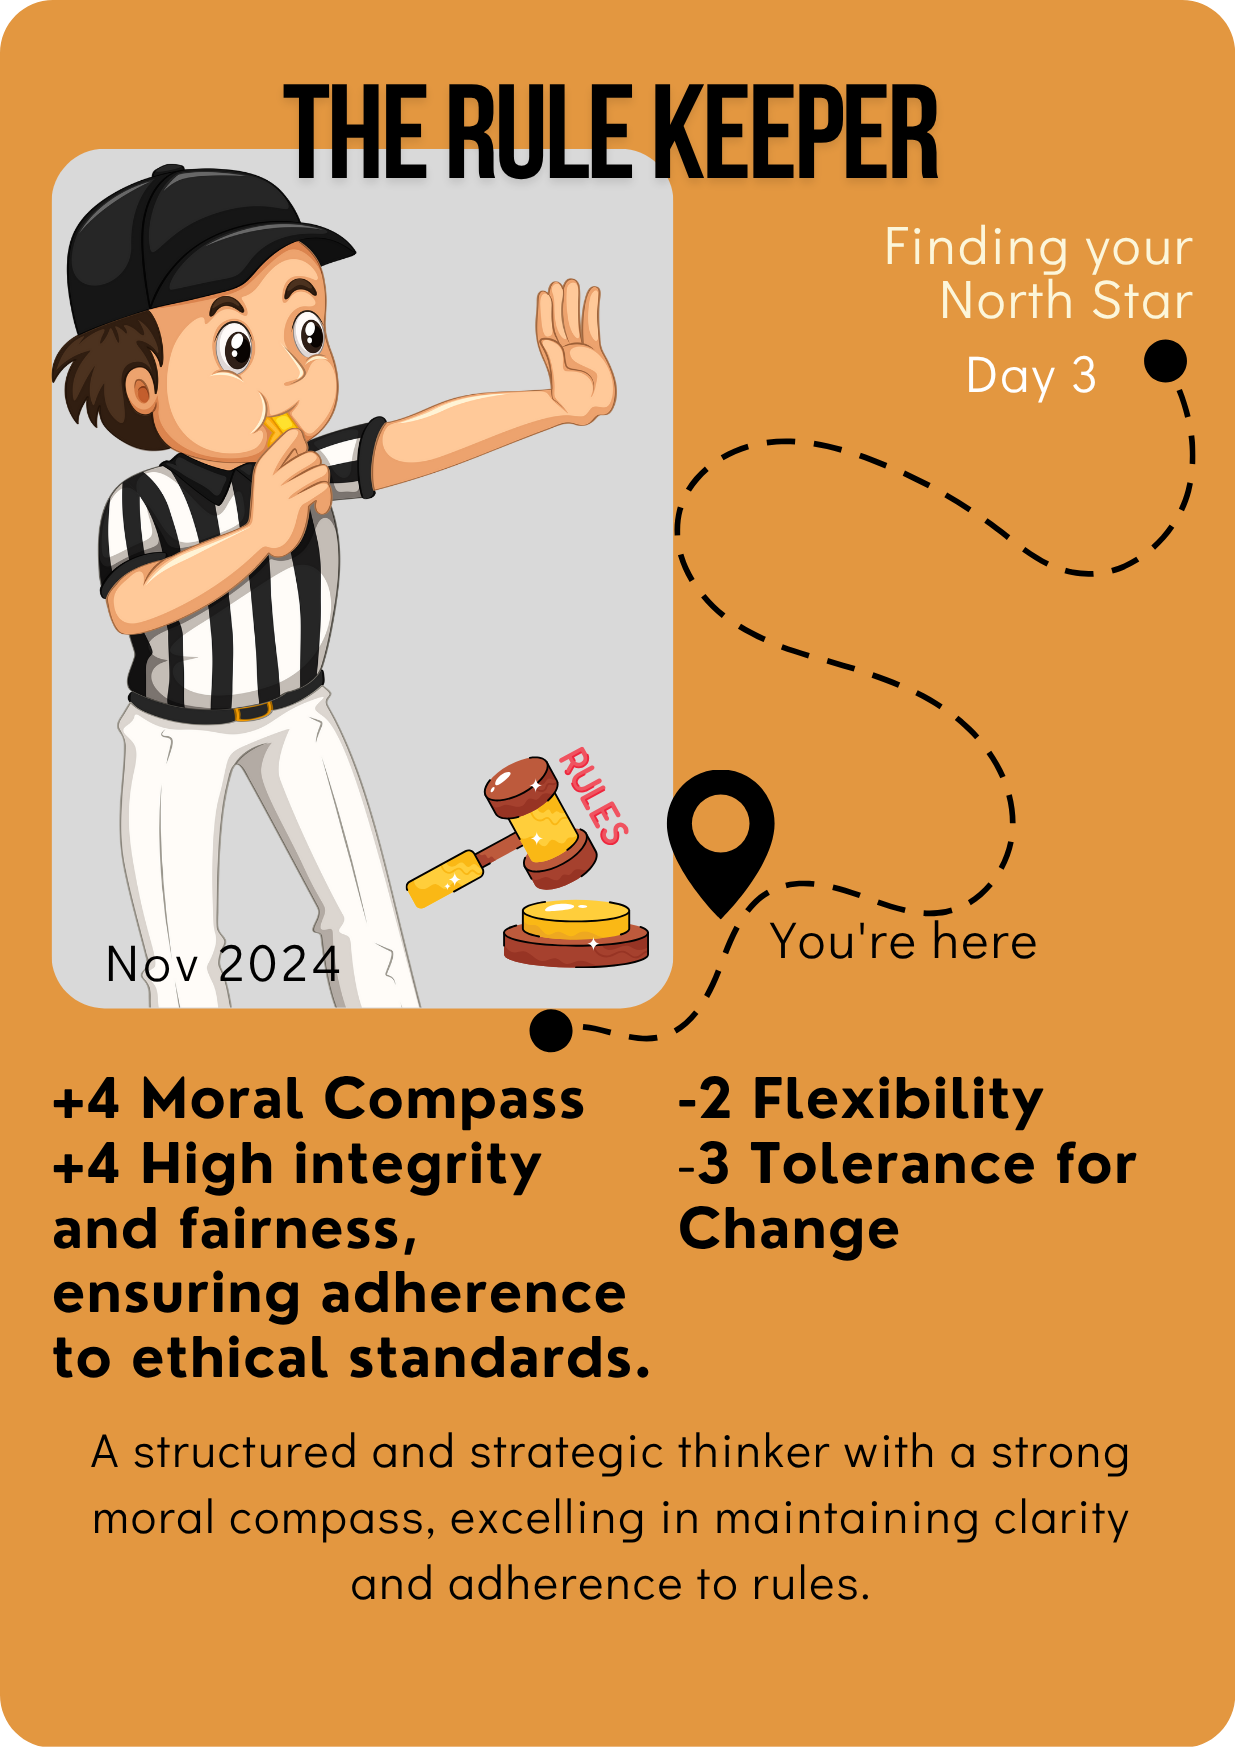 THE RULE KEEPER
Finding your
North Star
Day 3
RULES
You're here
Nov 2024
+4 Moral Compass
+4 High integrity
and fairness,
ensuring adherence
to ethical standards.
-2 Flexibility
-3 Tolerance for
Change
A structured and strategic thinker with a strong
moral compass, excelling in maintaining clarity
and adherence to rules.